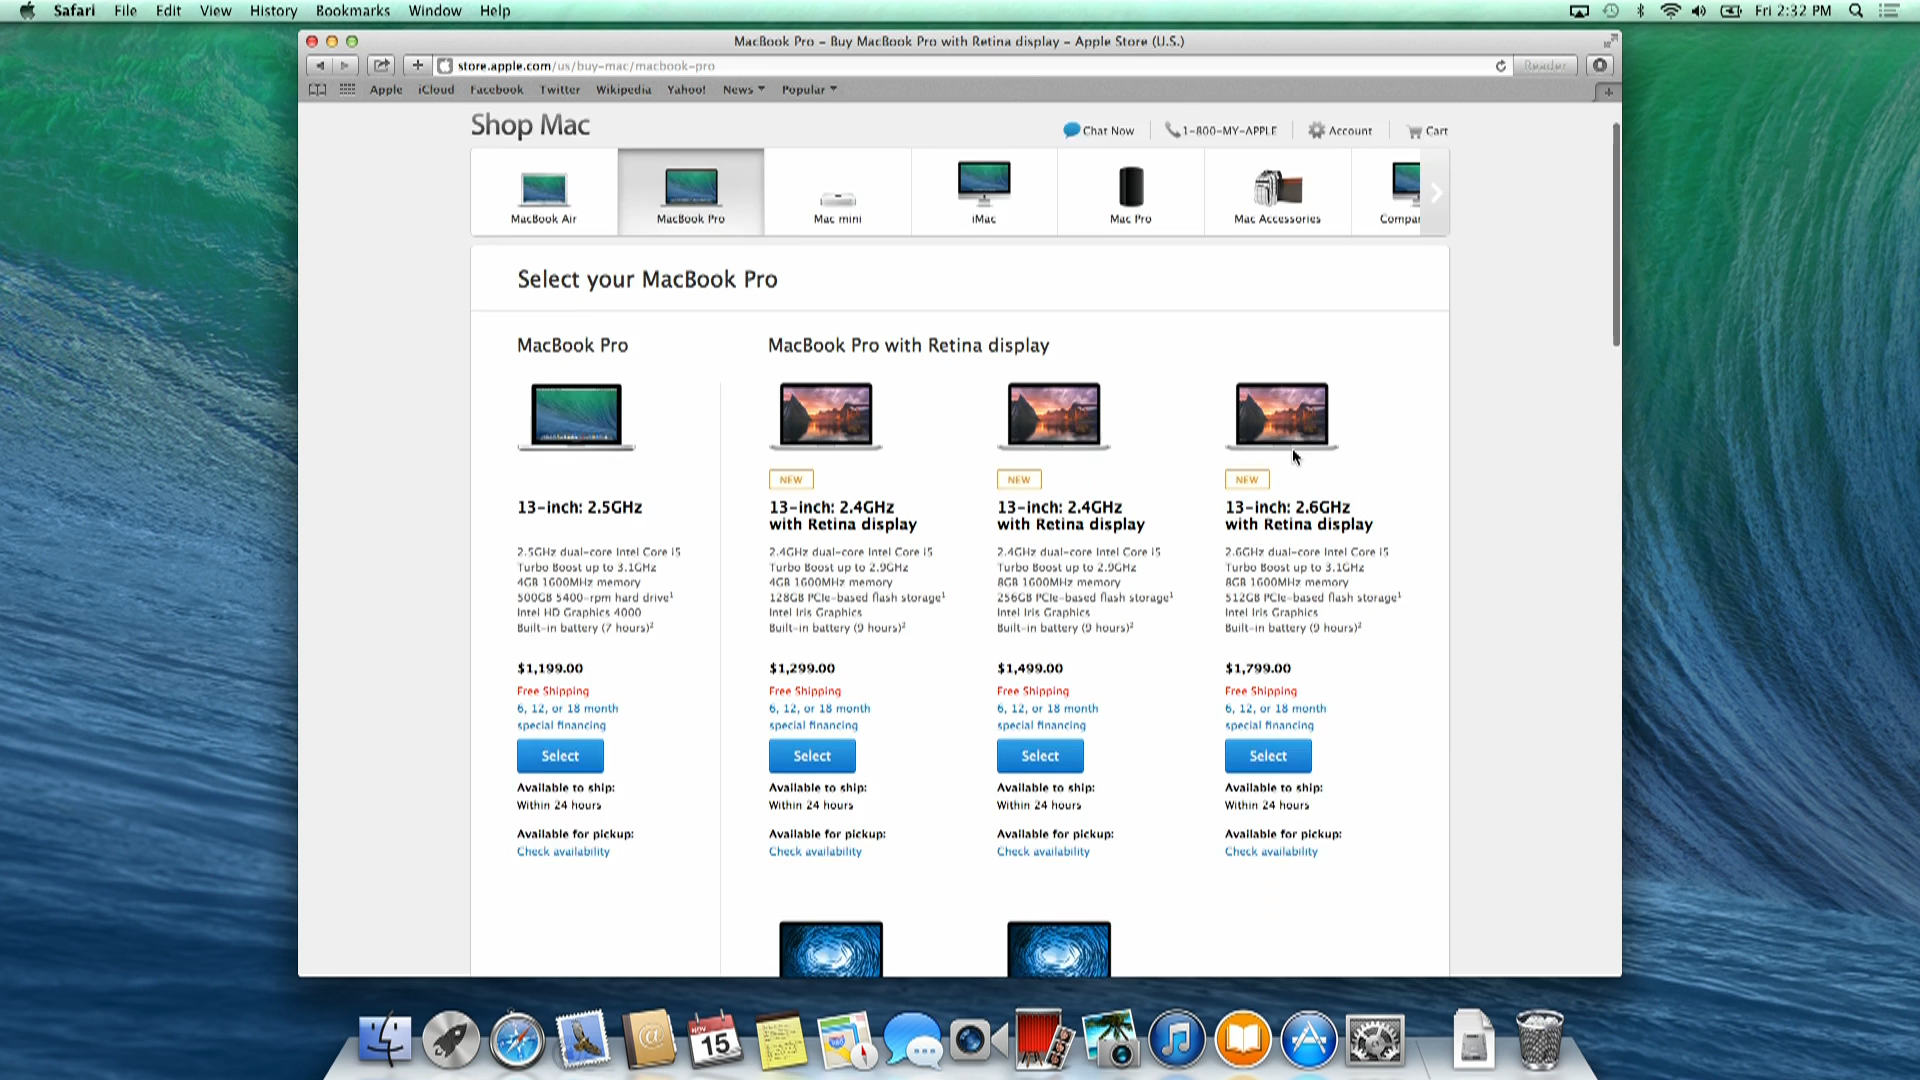 Safari File Edit View History Bookmarks Window Help Fri 2:32 PM
MacBook Pro – Buy MacBook Pro with Retina display – Apple Store (U.S.)
store.apple.com/us/buy-mac/macbook-pro Reader
Apple iCloud Facebook Twitter Wikipedia Yahoo! News Popular
Shop Mac
Chat Now 1-800-MY-APPLE Account Cart
MacBook Air MacBook Pro Mac mini iMac Mac Pro Mac Accessories Compar
Select your MacBook Pro
MacBook Pro
13-inch: 2.5GHz
2.5GHz dual-core Intel Core i5
Turbo Boost up to 3.1GHz
4GB 1600MHz memory
500GB 5400-rpm hard drive¹
Intel HD Graphics 4000
Built-in battery (7 hours)²
$1,199.00
Free Shipping
6, 12, or 18 month
special financing
Select
Available to ship:
Within 24 hours
Available for pickup:
Check availability
MacBook Pro with Retina display
NEW
13-inch: 2.4GHz
with Retina display
2.4GHz dual-core Intel Core i5
Turbo Boost up to 2.9GHz
4GB 1600MHz memory
128GB PCIe-based flash storage¹
Intel Iris Graphics
Built-in battery (9 hours)²
$1,299.00
Free Shipping
6, 12, or 18 month
special financing
Select
Available to ship:
Within 24 hours
Available for pickup:
Check availability
NEW
13-inch: 2.4GHz
with Retina display
2.4GHz dual-core Intel Core i5
Turbo Boost up to 2.9GHz
8GB 1600MHz memory
256GB PCIe-based flash storage¹
Intel Iris Graphics
Built-in battery (9 hours)²
$1,499.00
Free Shipping
6, 12, or 18 month
special financing
Select
Available to ship:
Within 24 hours
Available for pickup:
Check availability
NEW
13-inch: 2.6GHz
with Retina display
2.6GHz dual-core Intel Core i5
Turbo Boost up to 3.1GHz
8GB 1600MHz memory
512GB PCIe-based flash storage¹
Intel Iris Graphics
Built-in battery (9 hours)²
$1,799.00
Free Shipping
6, 12, or 18 month
special financing
Select
Available to ship:
Within 24 hours
Available for pickup:
Check availability
NOV
15